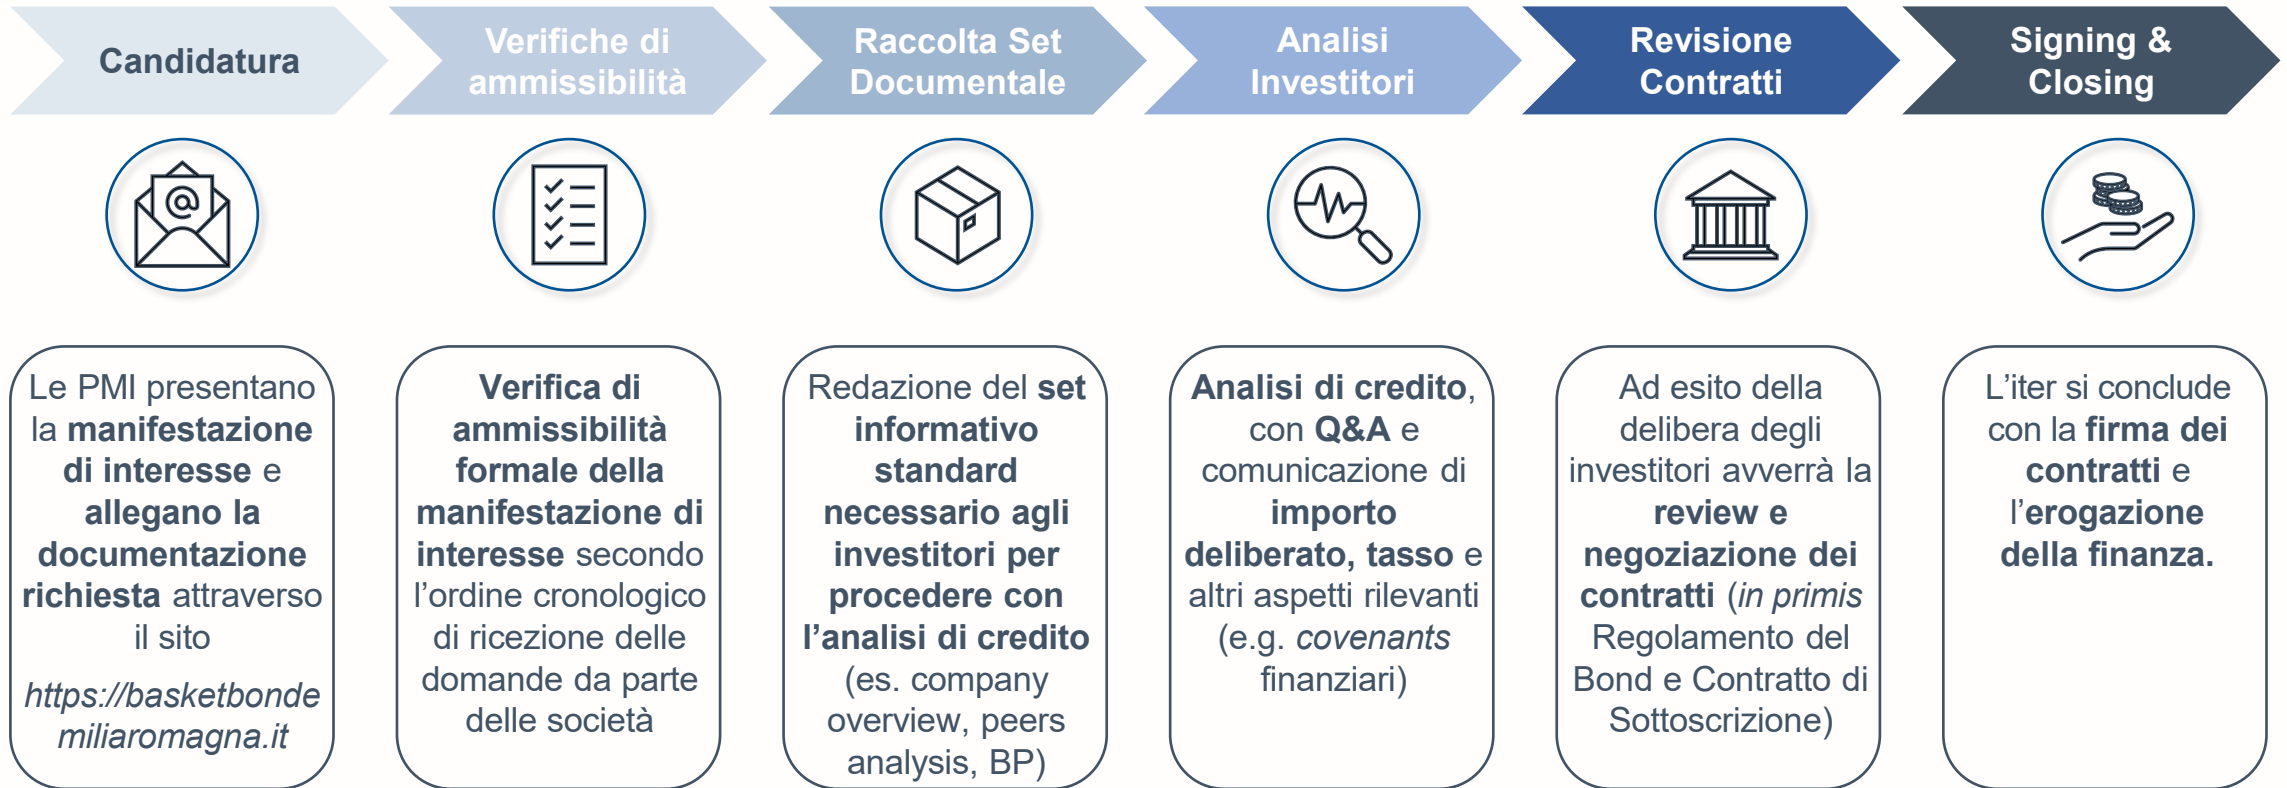 Candidatura
Verifiche di
ammissibilità
Raccolta Set
Documentale
Analisi
Investitori
Revisione
Contratti
Signing &
Closing
@
Le PMI presentano
la manifestazione
di interesse e
allegano la
documentazione
richiesta attraverso
il sito
https://basketbonde
miliaromagna.it
Verifica di
ammissibilità
formale della
manifestazione di
interesse secondo
l’ordine cronologico
di ricezione delle
domande da parte
delle società
Redazione del set
informativo
standard
necessario agli
investitori per
procedere con
l’analisi di credito
(es. company
overview, peers
analysis, BP)
Analisi di credito,
con Q&A e
comunicazione di
importo
deliberato, tasso e
altri aspetti rilevanti
(e.g. covenants
finanziari)
Ad esito della
delibera degli
investitori avverrà la
review e
negoziazione dei
contratti (in primis
Regolamento del
Bond e Contratto di
Sottoscrizione)
L’iter si conclude
con la firma dei
contratti e
l’erogazione
della finanza.